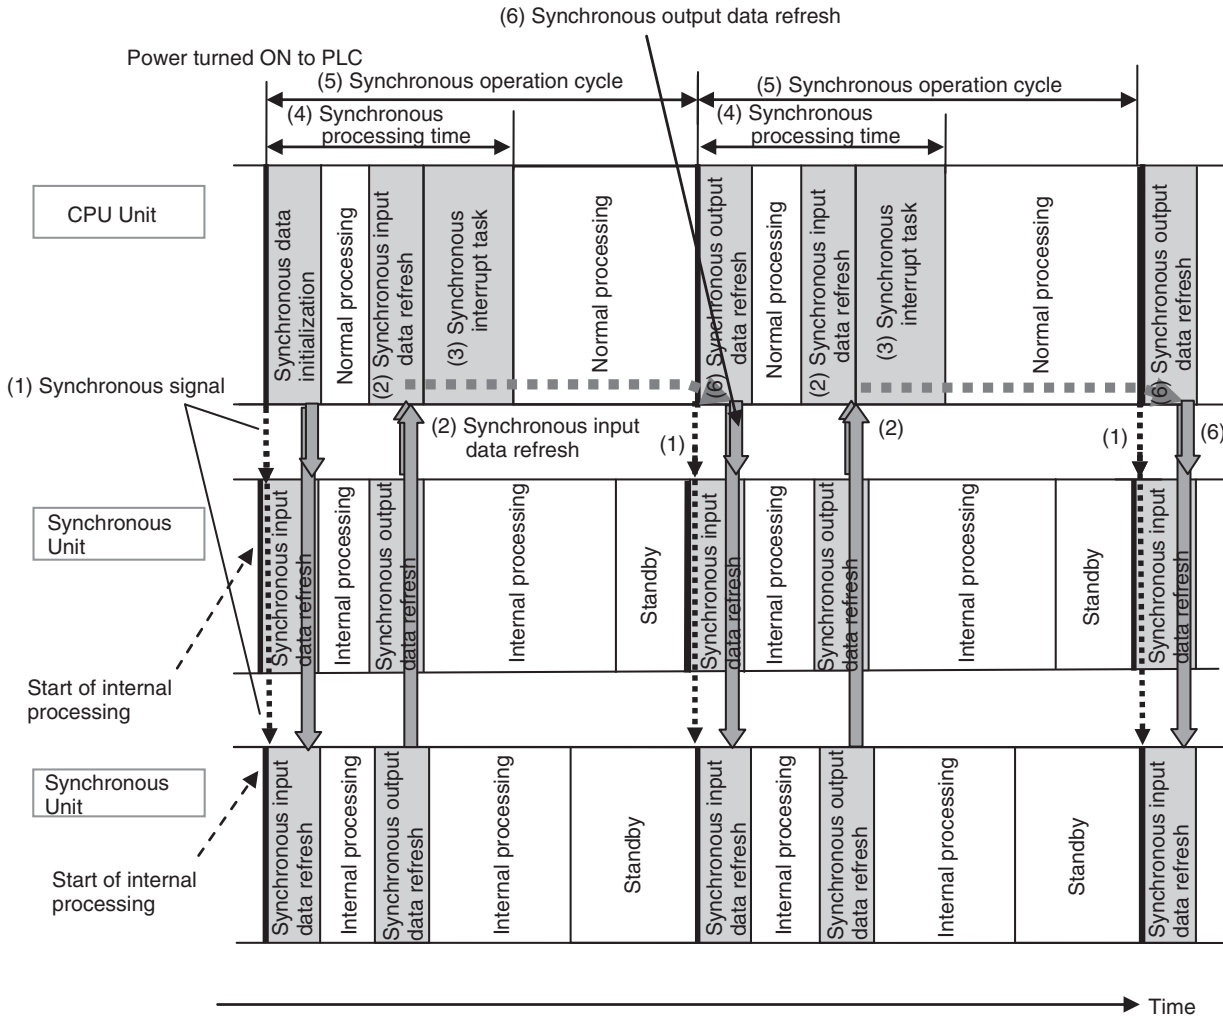 (6) Synchronous output data refresh
Power turned ON to PLC
(5) Synchronous operation cycle
(5) Synchronous operation cycle
(4) Synchronous
processing time
(4) Synchronous
processing time
CPU Unit
Synchronous data
initialization
Normal processing
(2) Synchronous input
data refresh
(3) Synchronous
interrupt task
Normal processing
(6) Synchronous output
data refresh
Normal processing
(2) Synchronous input
data refresh
(3) Synchronous
interrupt task
Normal processing
(6) Synchronous output
data refresh
(1) Synchronous signal
(2) Synchronous input
data refresh
(1)
(2)
(1)
(6)
Synchronous
Unit
Synchronous input
data refresh
Internal processing
Synchronous output
data refresh
Internal processing
Standby
Synchronous input
data refresh
Internal processing
Synchronous output
data refresh
Internal processing
Standby
Synchronous input
data refresh
Start of internal
processing
Synchronous
Unit
Synchronous input
data refresh
Internal processing
Synchronous output
data refresh
Internal processing
Standby
Synchronous input
data refresh
Internal processing
Synchronous output
data refresh
Internal processing
Standby
Synchronous input
data refresh
Start of internal
processing
Time